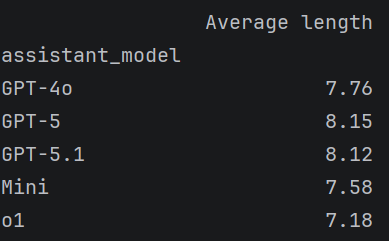 Average length
assistant_model
GPT-4o 7.76
GPT-5 8.15
GPT-5.1 8.12
Mini 7.58
o1 7.18